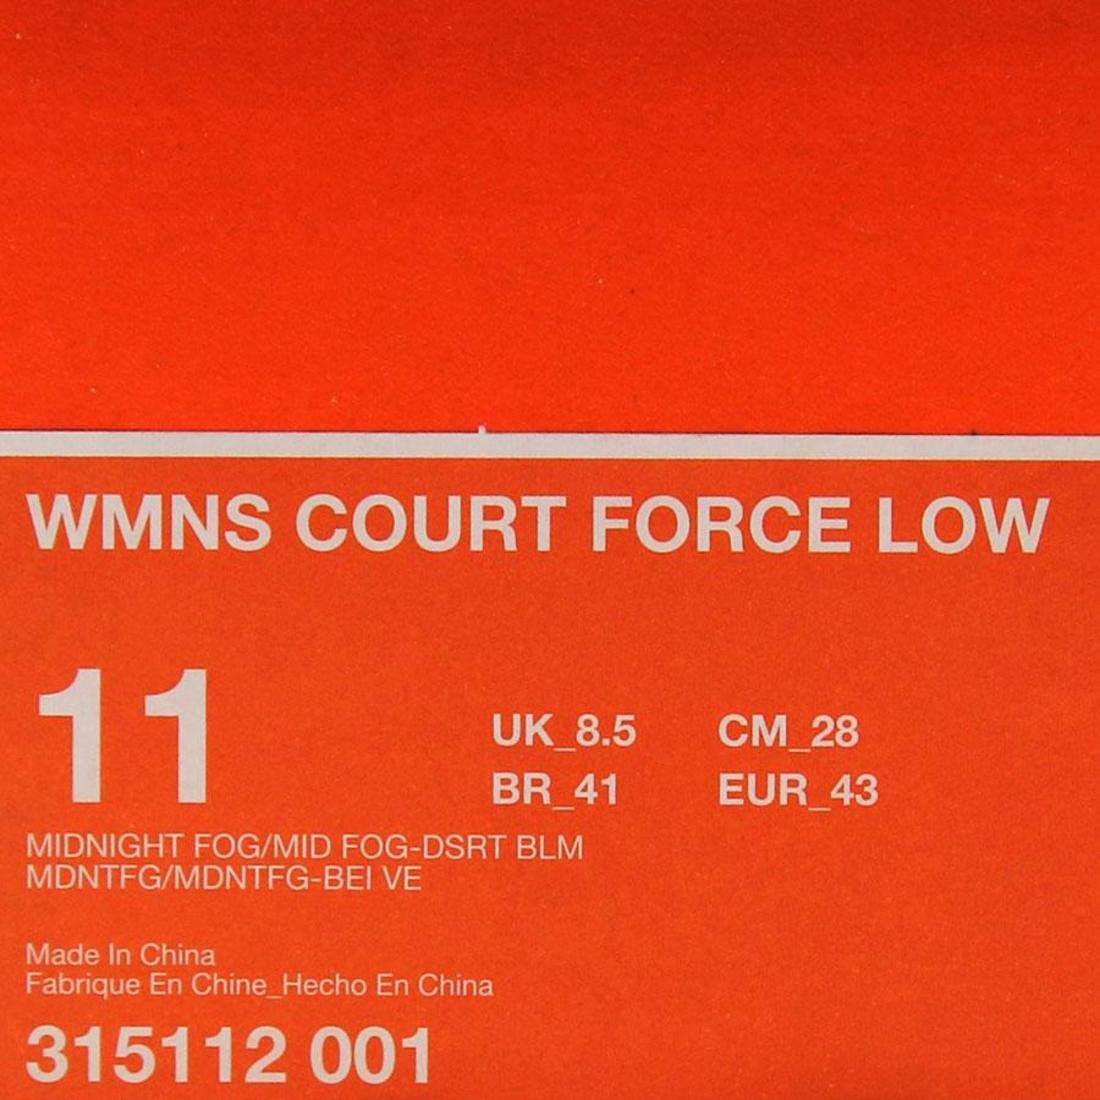 WMNS COURT FORCE LOW
11
UK_8.5 CM_28
BR_41 EUR_43
MIDNIGHT FOG/MID FOG-DSRT BLM
MDNTFG/MDNTFG-BEI VE
Made In China
Fabrique En Chine_Hecho En China
315112 001